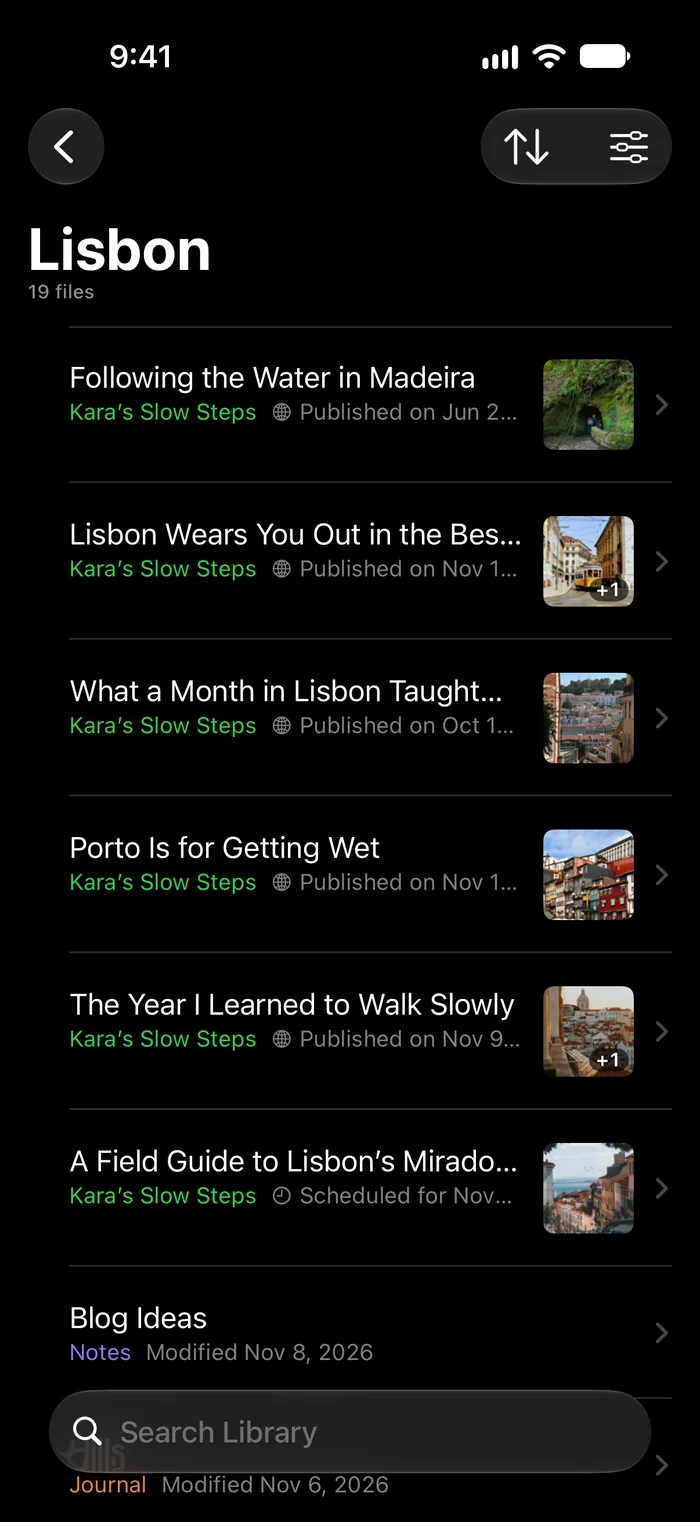 9:41
Lisbon
19 files
Following the Water in Madeira
Kara’s Slow Steps Published on Jun 2…
Lisbon Wears You Out in the Bes…
Kara’s Slow Steps Published on Nov 1…
+1
What a Month in Lisbon Taught…
Kara’s Slow Steps Published on Oct 1…
Porto Is for Getting Wet
Kara’s Slow Steps Published on Nov 1…
The Year I Learned to Walk Slowly
Kara’s Slow Steps Published on Nov 9…
+1
A Field Guide to Lisbon’s Mirado…
Kara’s Slow Steps Scheduled for Nov…
Blog Ideas
Notes Modified Nov 8, 2026
Search Library
Hills
Journal Modified Nov 6, 2026